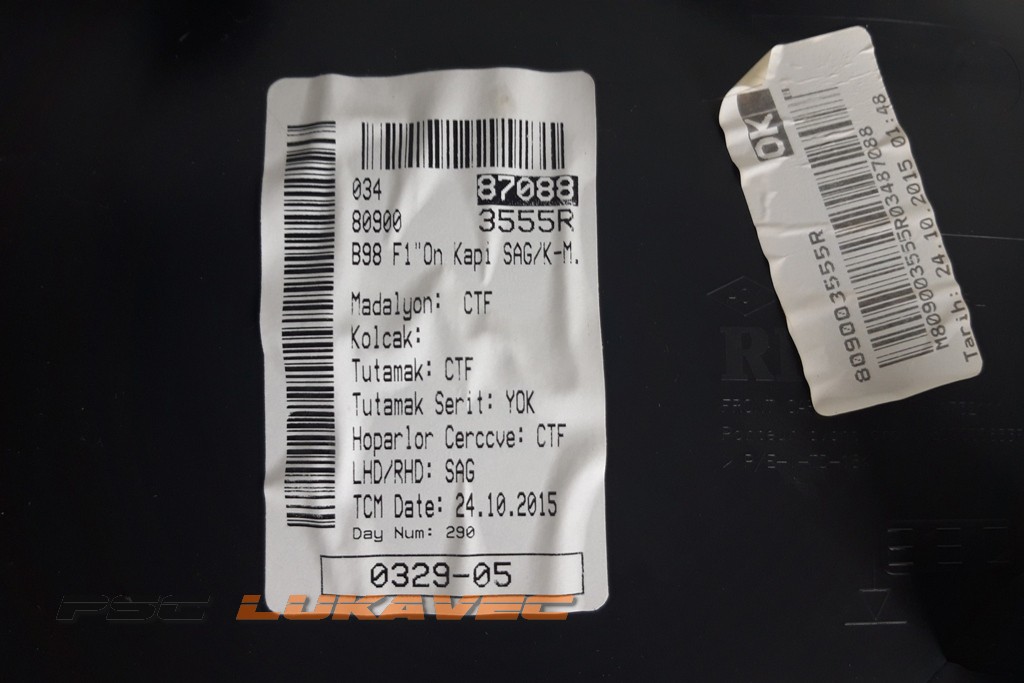 034 87088
80900 3555R
B98 F1"On Kapi SAG/K-M.
Madalyon: CTF
Kolcak:
Tutamak: CTF
Tutamak Serit: YOK
Hoparlor Cerccve: CTF
LHD/RHD: SAG
TCM Date: 24.10.2015
Day Num: 290
0329-05
OK
809003555R
M809003555R03487088
Tarih: 24.10.2015 01:48
PSC LUKAVEC